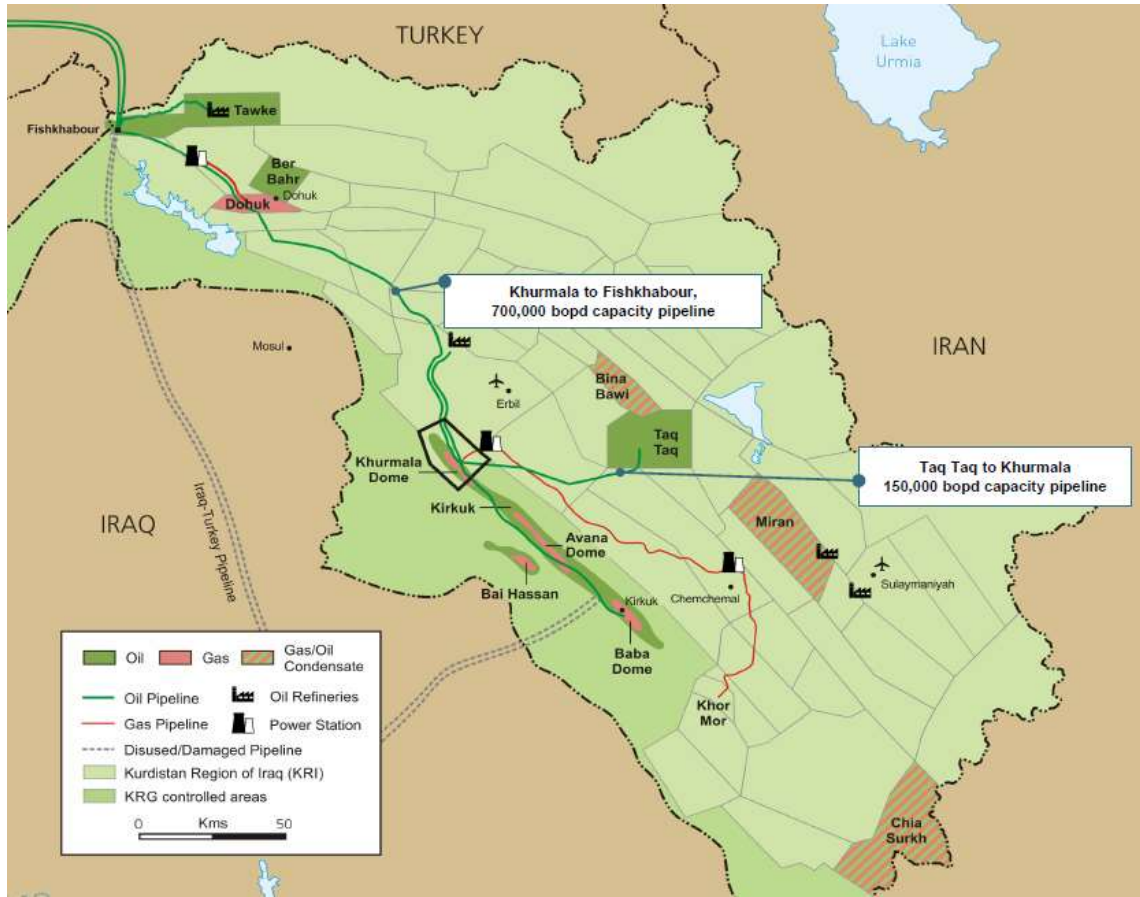 TURKEY
Lake
Urmia
Tawke
Fishkhabour
Ber
Bahr
Dohuk
Dohuk
Khurmala to Fishkhabour,
700,000 bopd capacity pipeline
Mosul
IRAN
Bina
Bawi
Erbil
Taq
Taq
Khurmala
Dome
Taq Taq to Khurmala
150,000 bopd capacity pipeline
Kirkuk
Miran
IRAQ
Iraq-Turkey Pipeline
Avana
Dome
Bai Hassan
Sulaymaniyah
Chemchemal
Kirkuk
Baba
Dome
Khor
Mor
Chia
Surkh
Oil
Gas
Gas/Oil
Condensate
Oil Pipeline
Oil Refineries
Gas Pipeline
Power Station
Disused/Damaged Pipeline
Kurdistan Region of Iraq (KRI)
KRG controlled areas
0 Kms 50